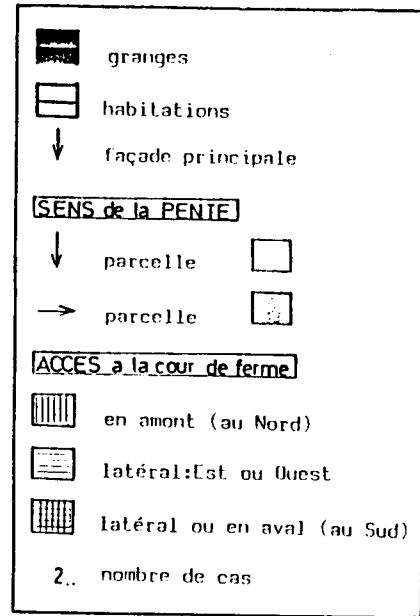 granges
habitations
façade principale
SENS de la PENTE
parcelle
parcelle
ACCES a la cour de ferme
en amont (au Nord)
latéral:Est ou Ouest
latéral ou en aval (au Sud)
2.. nombre de cas